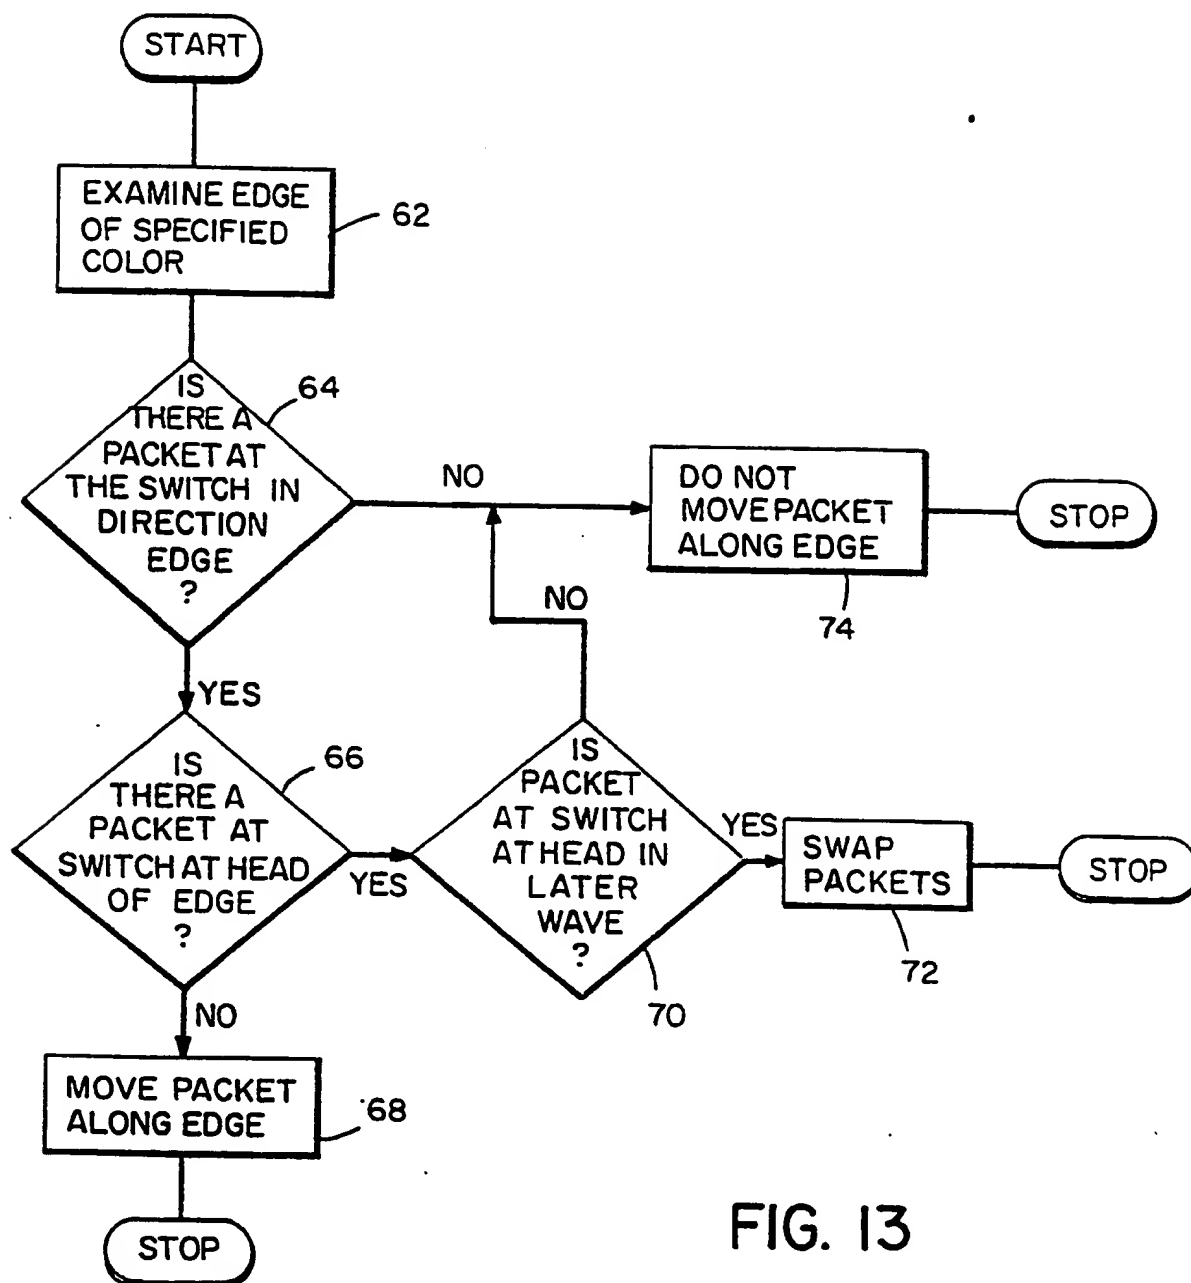 START
EXAMINE EDGE
OF SPECIFIED
COLOR
62
IS
THERE A
PACKET AT
THE SWITCH IN
DIRECTION
EDGE
?
64
NO
DO NOT
MOVE PACKET
ALONG EDGE
74
STOP
YES
IS
THERE A
PACKET AT
SWITCH AT HEAD
OF EDGE
?
66
YES
NO
IS
PACKET
AT SWITCH
AT HEAD IN
LATER
WAVE
?
70
YES
SWAP
PACKETS
72
STOP
NO
MOVE PACKET
ALONG EDGE
68
STOP
FIG. 13